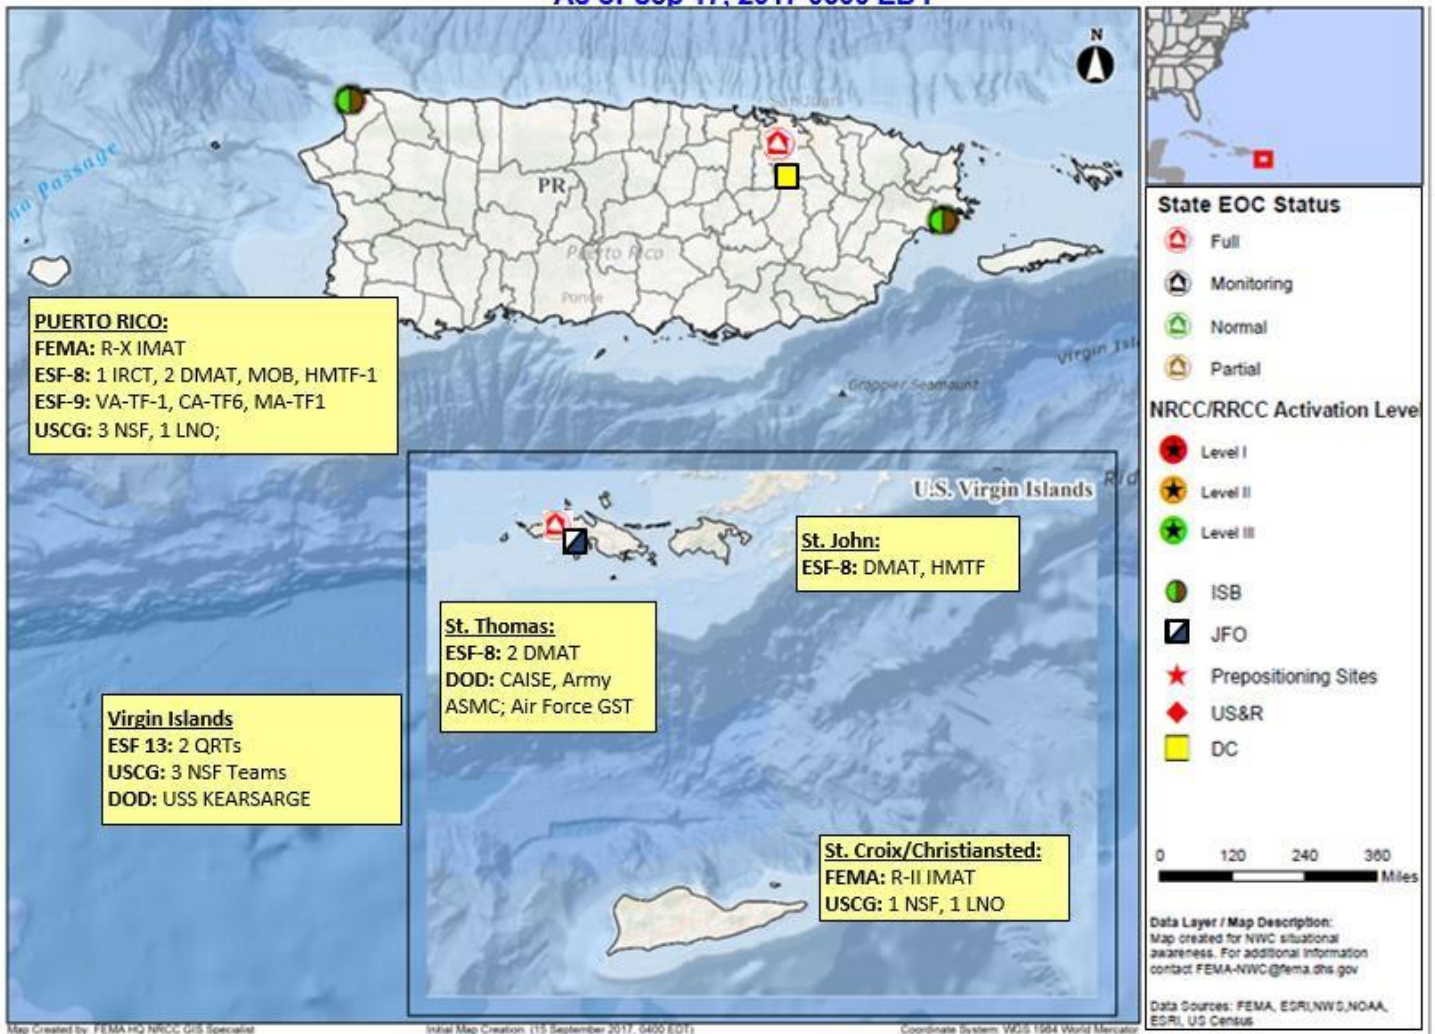 N
San Juan
na Passage
PR
Puerto Rico
Ponce
PUERTO RICO:
FEMA: R-X IMAT
ESF-8: 1 IRCT, 2 DMAT, MOB, HMTF-1
ESF-9: VA-TF-1, CA-TF6, MA-TF1
USCG: 3 NSF, 1 LNO;
Virgin Isl
Grappler Seamount
U.S. Virgin Islands
Rid
St. John:
ESF-8: DMAT, HMTF
St. Thomas:
ESF-8: 2 DMAT
DOD: CAISE, Army
ASMC; Air Force GST
Virgin Islands
ESF 13: 2 QRTs
USCG: 3 NSF Teams
DOD: USS KEARSARGE
St. Croix/Christiansted:
FEMA: R-II IMAT
USCG: 1 NSF, 1 LNO
State EOC Status
Full
Monitoring
Normal
Partial
NRCC/RRCC Activation Level
Level I
Level II
Level III
ISB
JFO
Prepositioning Sites
US&R
DC
0 120 240 360
Miles
Data Layer / Map Description:
Map created for NWC situational
awareness. For additional information
contact FEMA-NWC@fema.dhs.gov
Data Sources: FEMA, ESRI,NWS,NOAA,
ESRI, US Census
Map Created by: FEMA HQ NRCC GIS Specialist
Initial Map Creation: (15 September 2017, 0400 EDT)
Coordinate System: WGS 1984 World Mercator